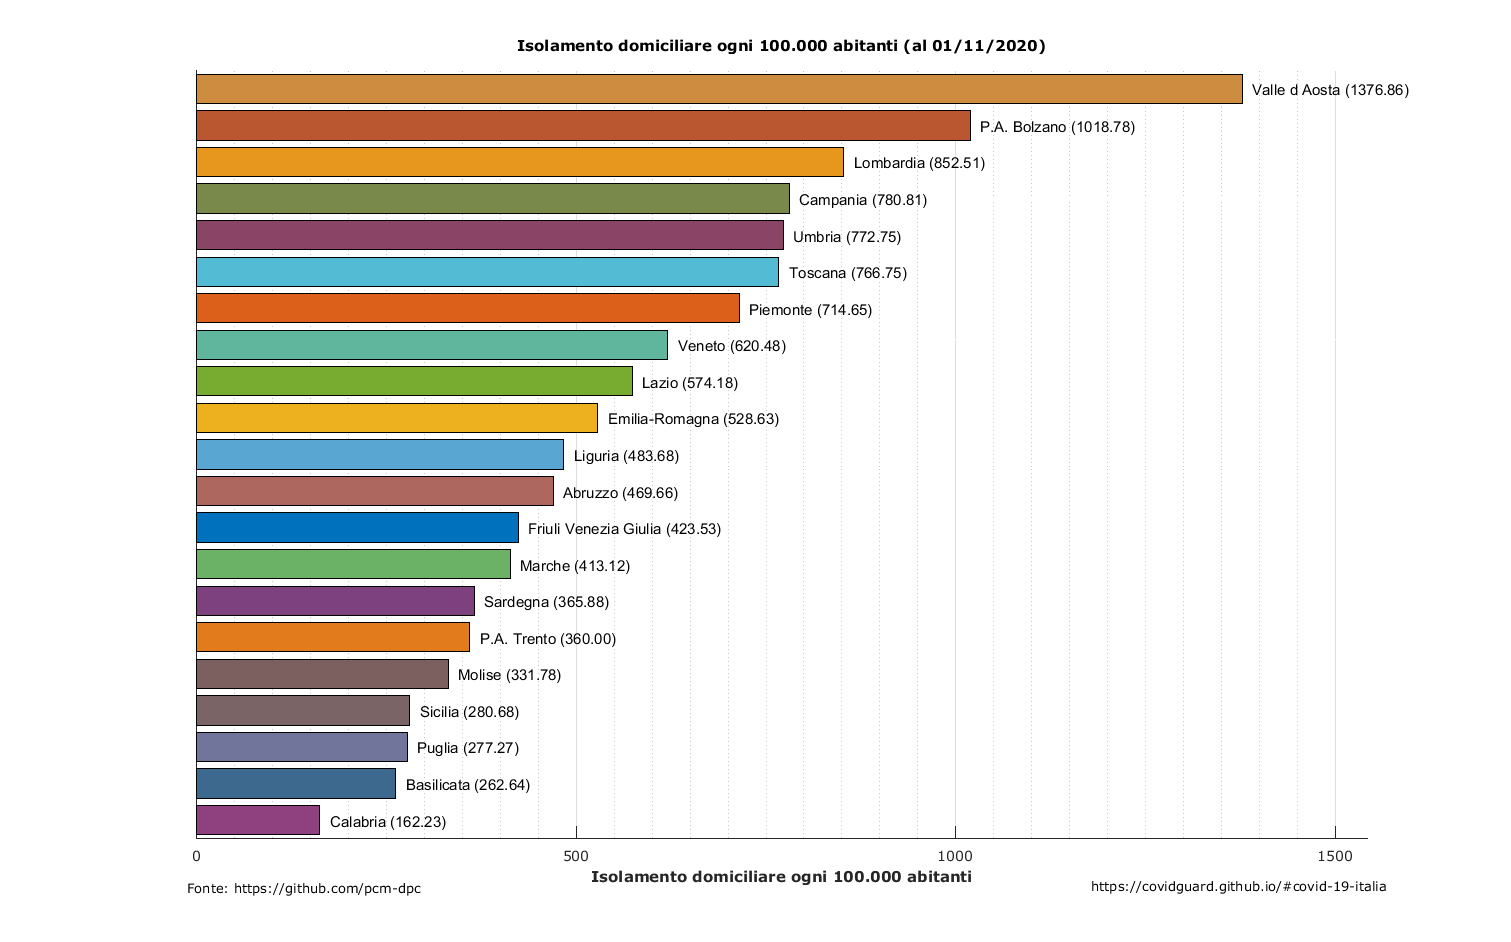 Isolamento domiciliare ogni 100.000 abitanti (al 01/11/2020)
Valle d Aosta (1376.86)
P.A. Bolzano (1018.78)
Lombardia (852.51)
Campania (780.81)
Umbria (772.75)
Toscana (766.75)
Piemonte (714.65)
Veneto (620.48)
Lazio (574.18)
Emilia-Romagna (528.63)
Liguria (483.68)
Abruzzo (469.66)
Friuli Venezia Giulia (423.53)
Marche (413.12)
Sardegna (365.88)
P.A. Trento (360.00)
Molise (331.78)
Sicilia (280.68)
Puglia (277.27)
Basilicata (262.64)
Calabria (162.23)
0 500 1000 1500
Isolamento domiciliare ogni 100.000 abitanti
Fonte: https://github.com/pcm-dpc
https://covidguard.github.io/#covid-19-italia